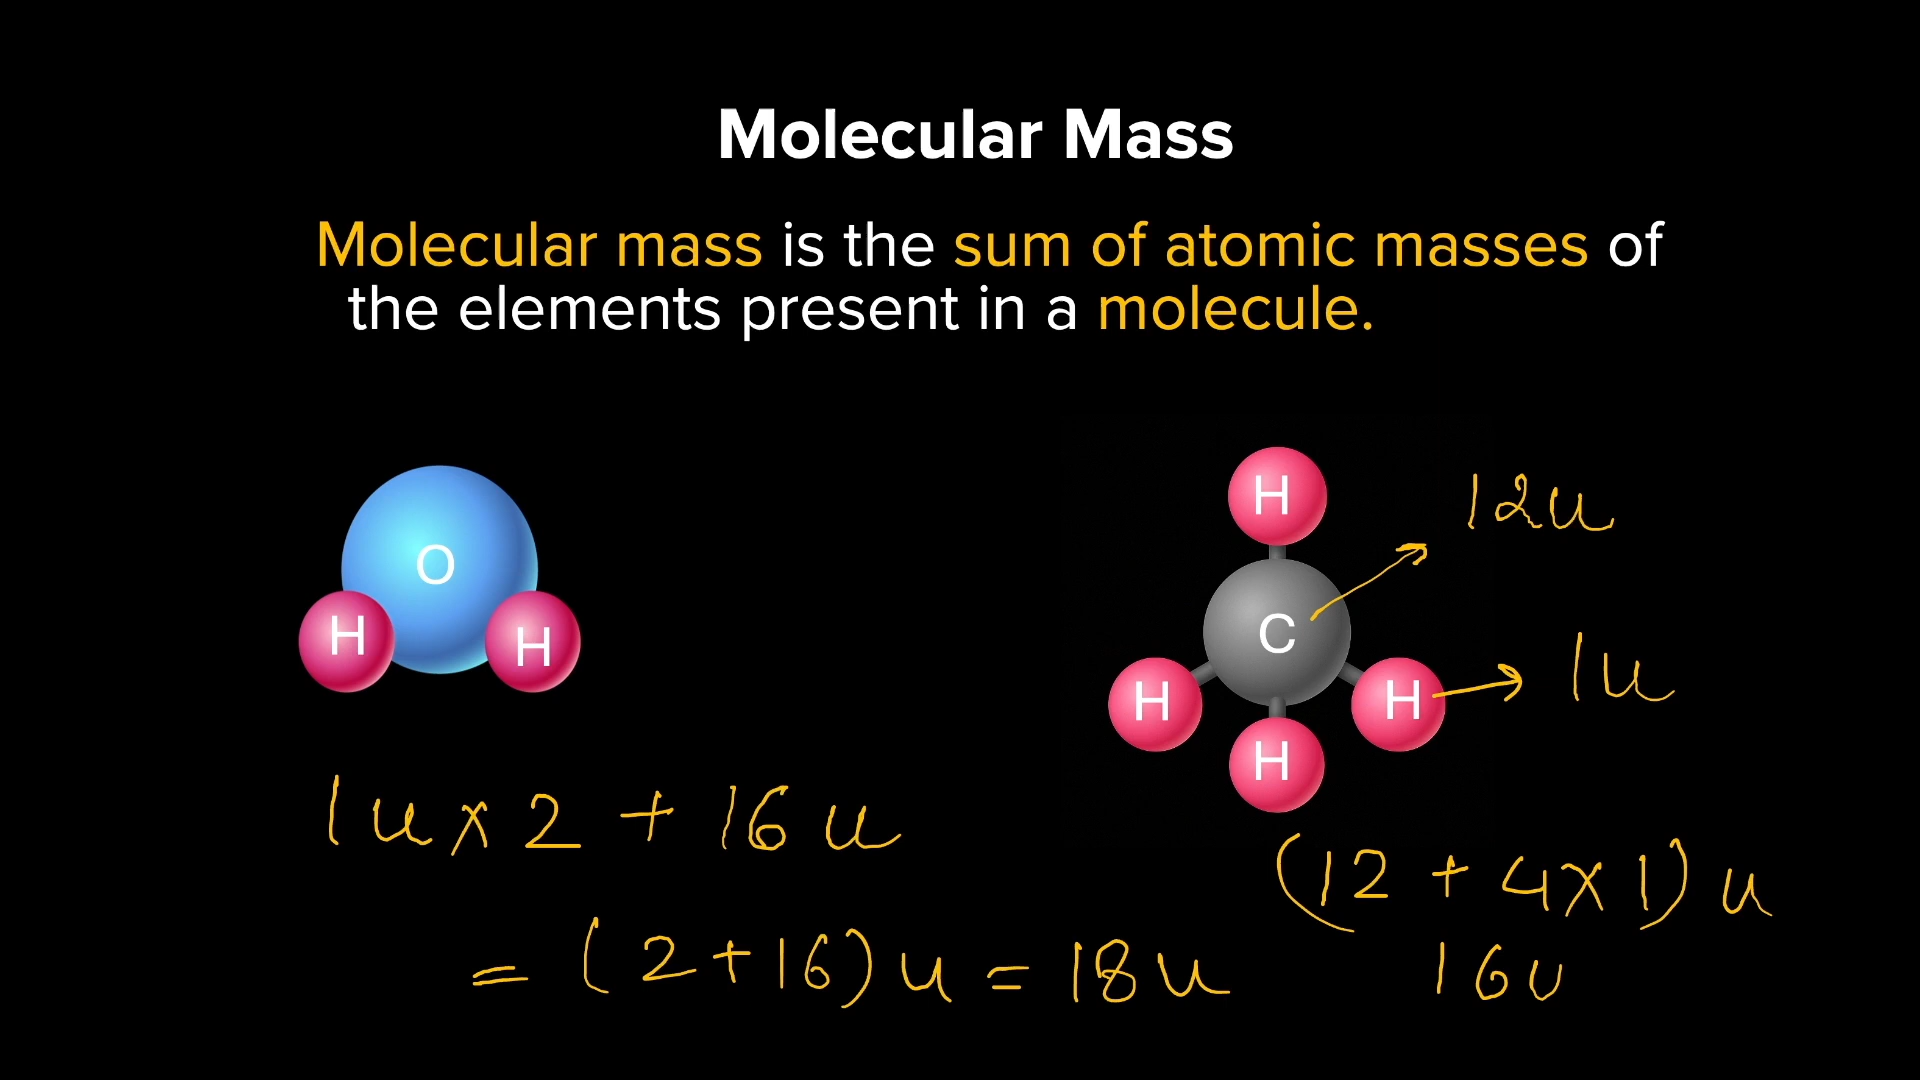 Molecular Mass
Molecular mass is the sum of atomic masses of
the elements present in a molecule.
O
H
H
H
C
H
H
H
12u
1u
1u x 2 + 16u
= (2+16)u = 18u
(12 + 4x1)u
16u